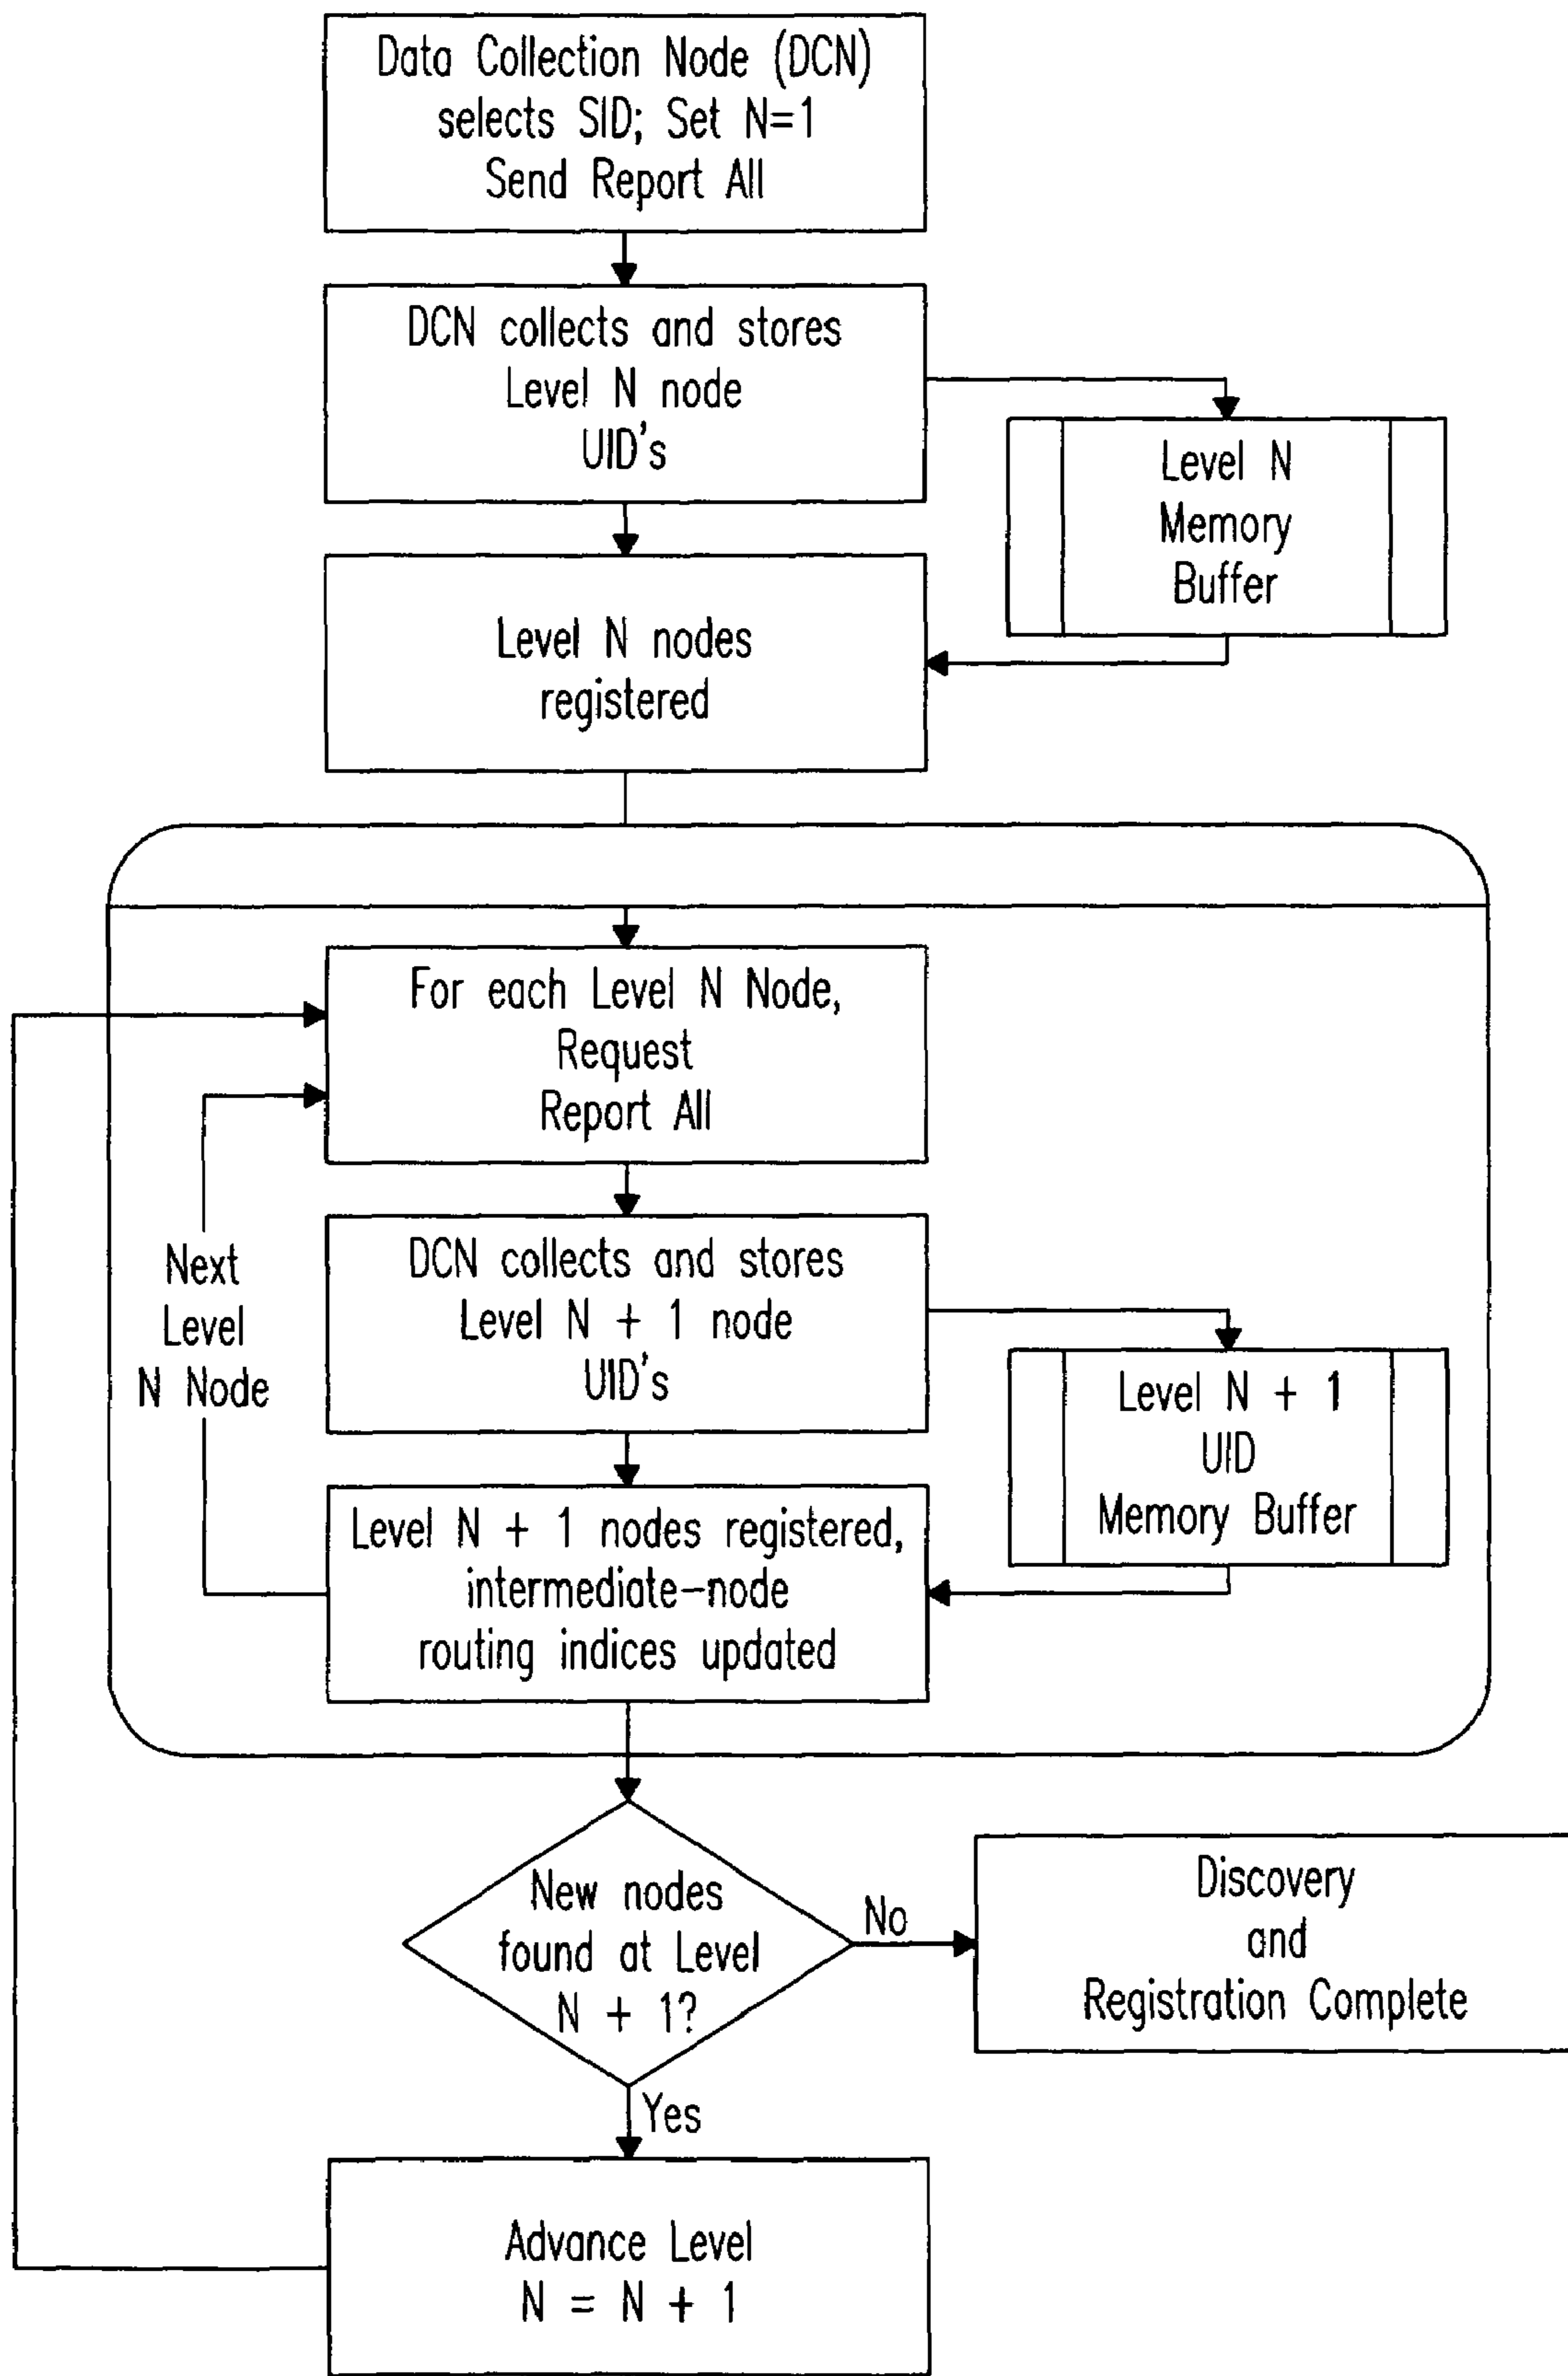 Data Collection Node (DCN)
selects SID; Set N=1
Send Report All
DCN collects and stores
Level N node
UID's
Level N
Memory
Buffer
Level N nodes
registered
For each Level N Node,
Request
Report All
Next
Level
N Node
DCN collects and stores
Level N + 1 node
UID's
Level N + 1
UID
Memory Buffer
Level N + 1 nodes registered,
intermediate-node
routing indices updated
New nodes
found at Level
N + 1?
No
Discovery
and
Registration Complete
Yes
Advance Level
N = N + 1